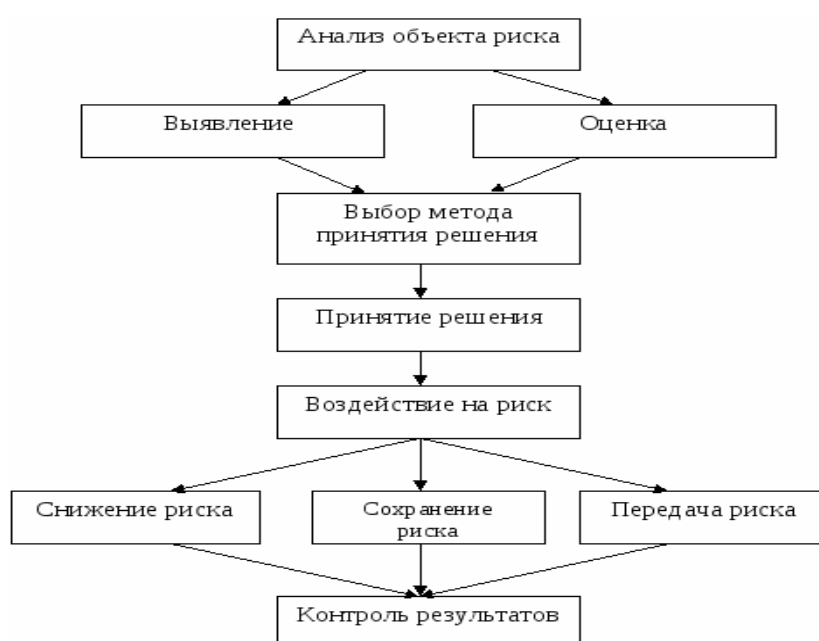 Анализ объекта риска
Выявление
Оценка
Выбор метода
принятия решения
Принятие решения
Воздействие на риск
Снижение риска
Сохранение
риска
Передача риска
Контроль результатов